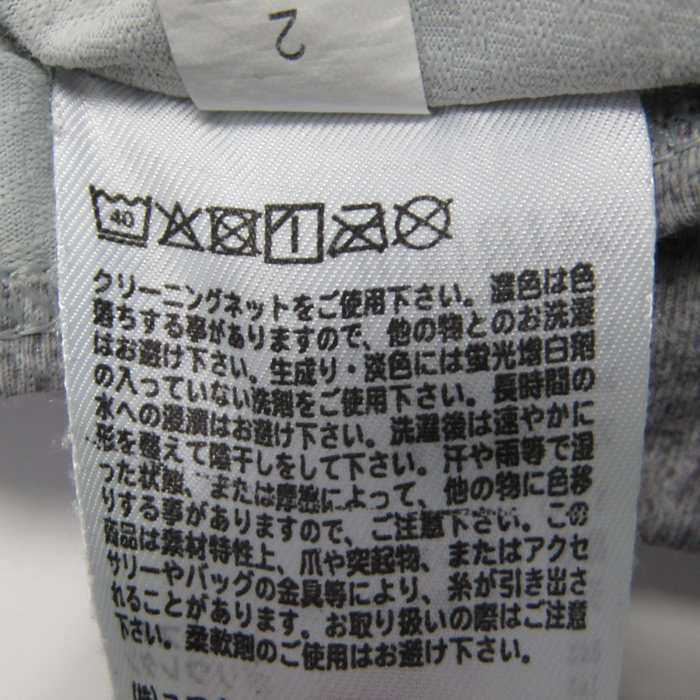 2
40
クリーニングネットをご使用下さい。濃色は色
落ちする事がありますので、他の物とのお洗濯
はお避け下さい。生成り・淡色には蛍光増白剤
の入っていない洗剤をご使用下さい。長時間の
水への浸漬はお避け下さい。洗濯後は速やかに
形を整えて陰干しをして下さい。汗や雨等で湿
った状態、または摩擦によって、他の物に色移
りする事がありますので、ご注意下さい。この
商品は素材特性上、爪や突起物、またはアクセ
サリーやバッグの金具等により、糸が引き出さ
れることがあります。お取り扱いの際はご注意
下さい。柔軟剤のご使用はお避け下さい。